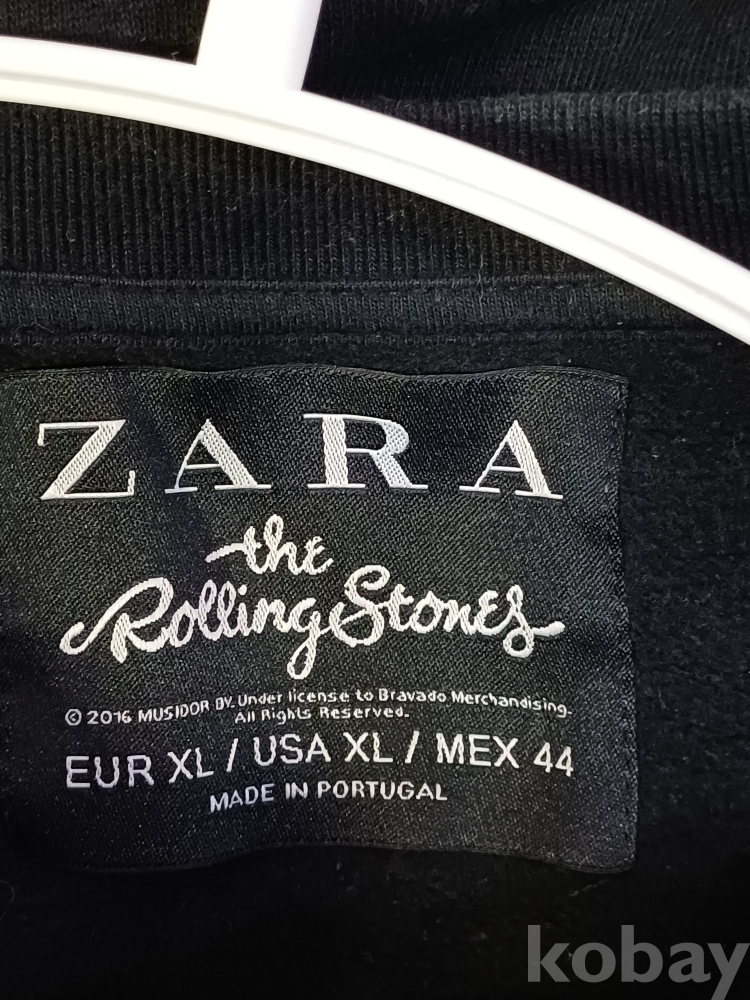 ZARA
the
Rolling Stones
© 2016 MUSIDOR BV. Under license to Bravado Merchandising.
All Rights Reserved.
EUR XL / USA XL / MEX 44
MADE IN PORTUGAL
kobay